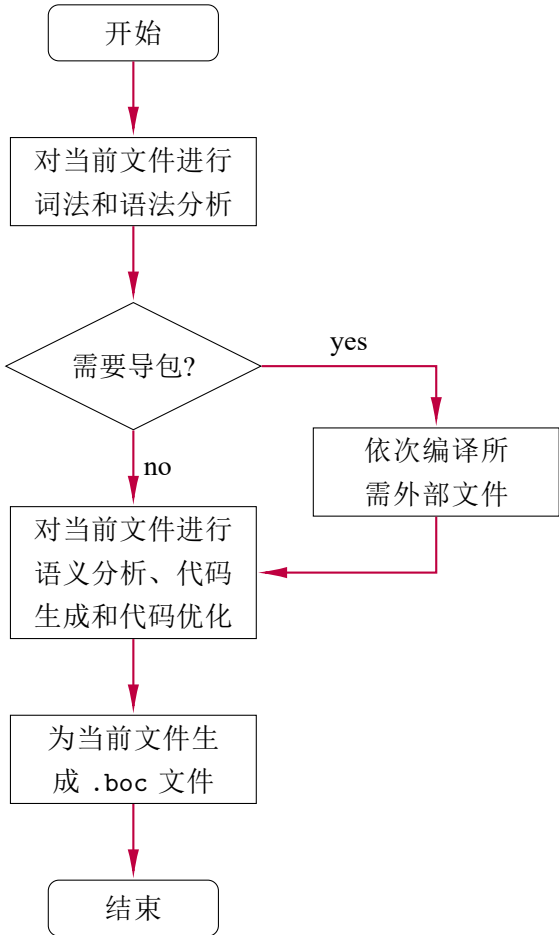 开始
对当前文件进行
词法和语法分析
需要导包?
yes
no
依次编译所
需外部文件
对当前文件进行
语义分析、代码
生成和代码优化
为当前文件生
成 .boc 文件
结束